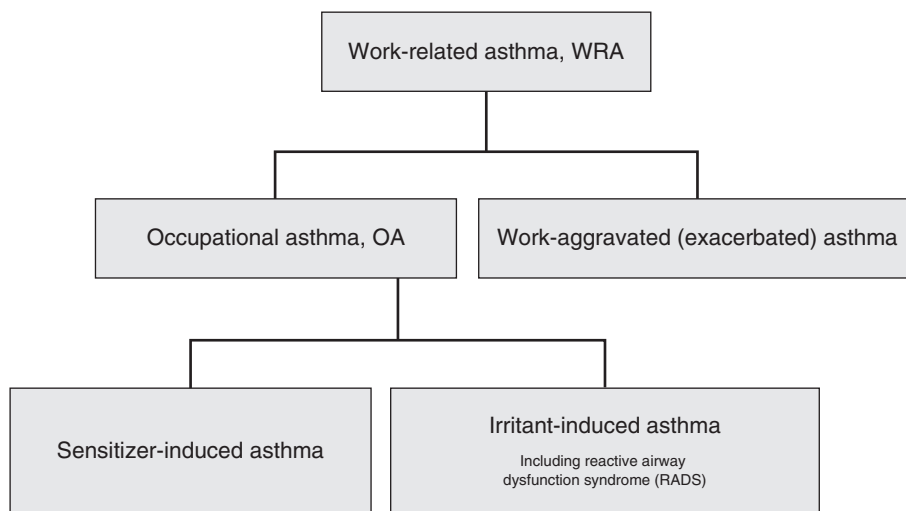 Work-related asthma, WRA
Occupational asthma, OA
Work-aggravated (exacerbated) asthma
Sensitizer-induced asthma
Irritant-induced asthma
Including reactive airway
dysfunction syndrome (RADS)